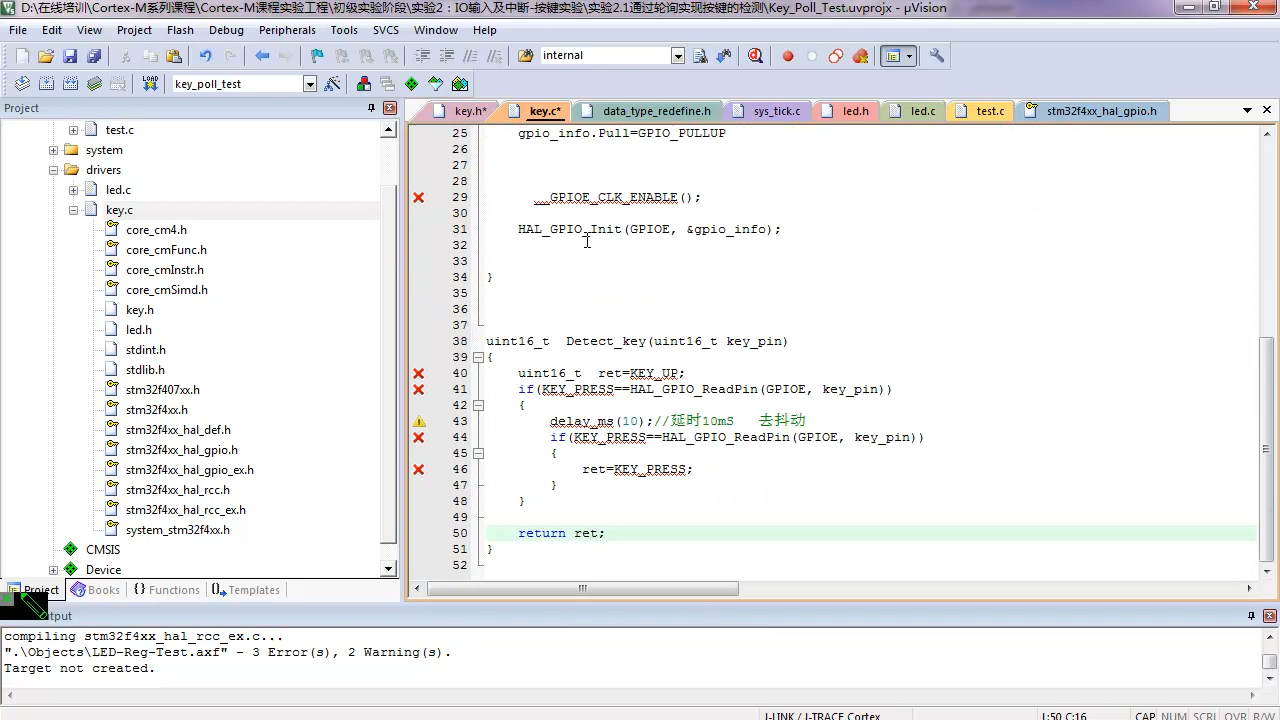 D:\在线培训\Cortex-M系列课程\Cortex-M课程实验工程\初级实验阶段\实验2：IO输入及中断-按键实验\实验2.1通过轮询实现按键的检测\Key_Poll_Test.uvprojx - µVision
File Edit View Project Flash Debug Peripherals Tools SVCS Window Help
internal
LOAD key_poll_test
Project
key.h* key.c* data_type_redefine.h sys_tick.c led.h led.c test.c stm32f4xx_hal_gpio.h
test.c
system
drivers
led.c
key.c
core_cm4.h
core_cmFunc.h
core_cmInstr.h
core_cmSimd.h
key.h
led.h
stdint.h
stdlib.h
stm32f407xx.h
stm32f4xx.h
stm32f4xx_hal_def.h
stm32f4xx_hal_gpio.h
stm32f4xx_hal_gpio_ex.h
stm32f4xx_hal_rcc.h
stm32f4xx_hal_rcc_ex.h
system_stm32f4xx.h
CMSIS
Device
Project Books {} Functions Templates
25 gpio_info.Pull=GPIO_PULLUP
26
27
28
29 __GPIOE_CLK_ENABLE();
30
31 HAL_GPIO_Init(GPIOE, &gpio_info);
32
33
34 }
35
36
37
38 uint16_t Detect_key(uint16_t key_pin)
39 {
40 uint16_t ret=KEY_UP;
41 if(KEY_PRESS==HAL_GPIO_ReadPin(GPIOE, key_pin))
42 {
43 delay_ms(10);//延时10mS 去抖动
44 if(KEY_PRESS==HAL_GPIO_ReadPin(GPIOE, key_pin))
45 {
46 ret=KEY_PRESS;
47 }
48 }
49
50 return ret;
51 }
52
compiling stm32f4xx_hal_rcc_ex.c...
".\Objects\LED-Reg-Test.axf" - 3 Error(s), 2 Warning(s).
Target not created.
J-LINK / J-TRACE Cortex L:50 C:16 CAP NUM SCRL OVR R/W